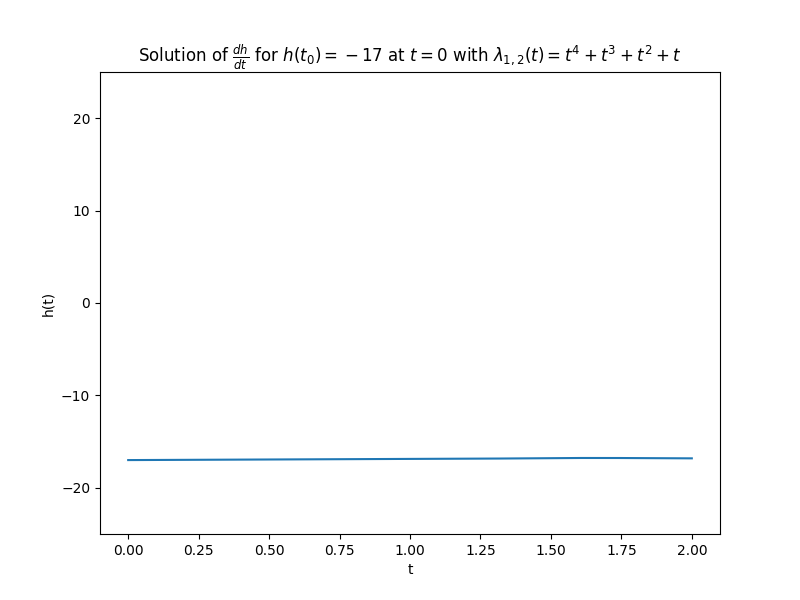 Solution of $\frac{dh}{dt}$ for $h(t_0) = -17$ at $t = 0$ with $\lambda_{1,2}(t) = t^4 + t^3 + t^2 + t$
20
10
0
−10
−20
h(t)
0.00 0.25 0.50 0.75 1.00 1.25 1.50 1.75 2.00
t